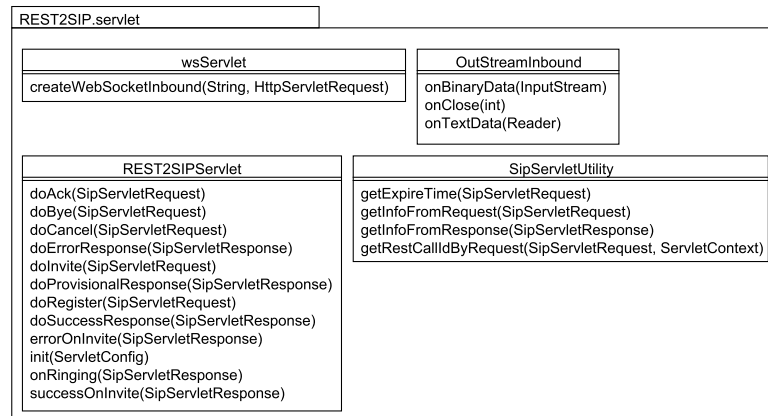 REST2SIP.servlet
wsServlet
createWebSocketInbound(String, HttpServletRequest)
OutStreamInbound
onBinaryData(InputStream)
onClose(int)
onTextData(Reader)
REST2SIPServlet
doAck(SipServletRequest)
doBye(SipServletRequest)
doCancel(SipServletRequest)
doErrorResponse(SipServletResponse)
doInvite(SipServletRequest)
doProvisionalResponse(SipServletResponse)
doRegister(SipServletRequest)
doSuccessResponse(SipServletResponse)
errorOnInvite(SipServletResponse)
init(ServletConfig)
onRinging(SipServletResponse)
successOnInvite(SipServletResponse)
SipServletUtility
getExpireTime(SipServletRequest)
getInfoFromRequest(SipServletRequest)
getInfoFromResponse(SipServletResponse)
getRestCallIdByRequest(SipServletRequest, ServletContext)